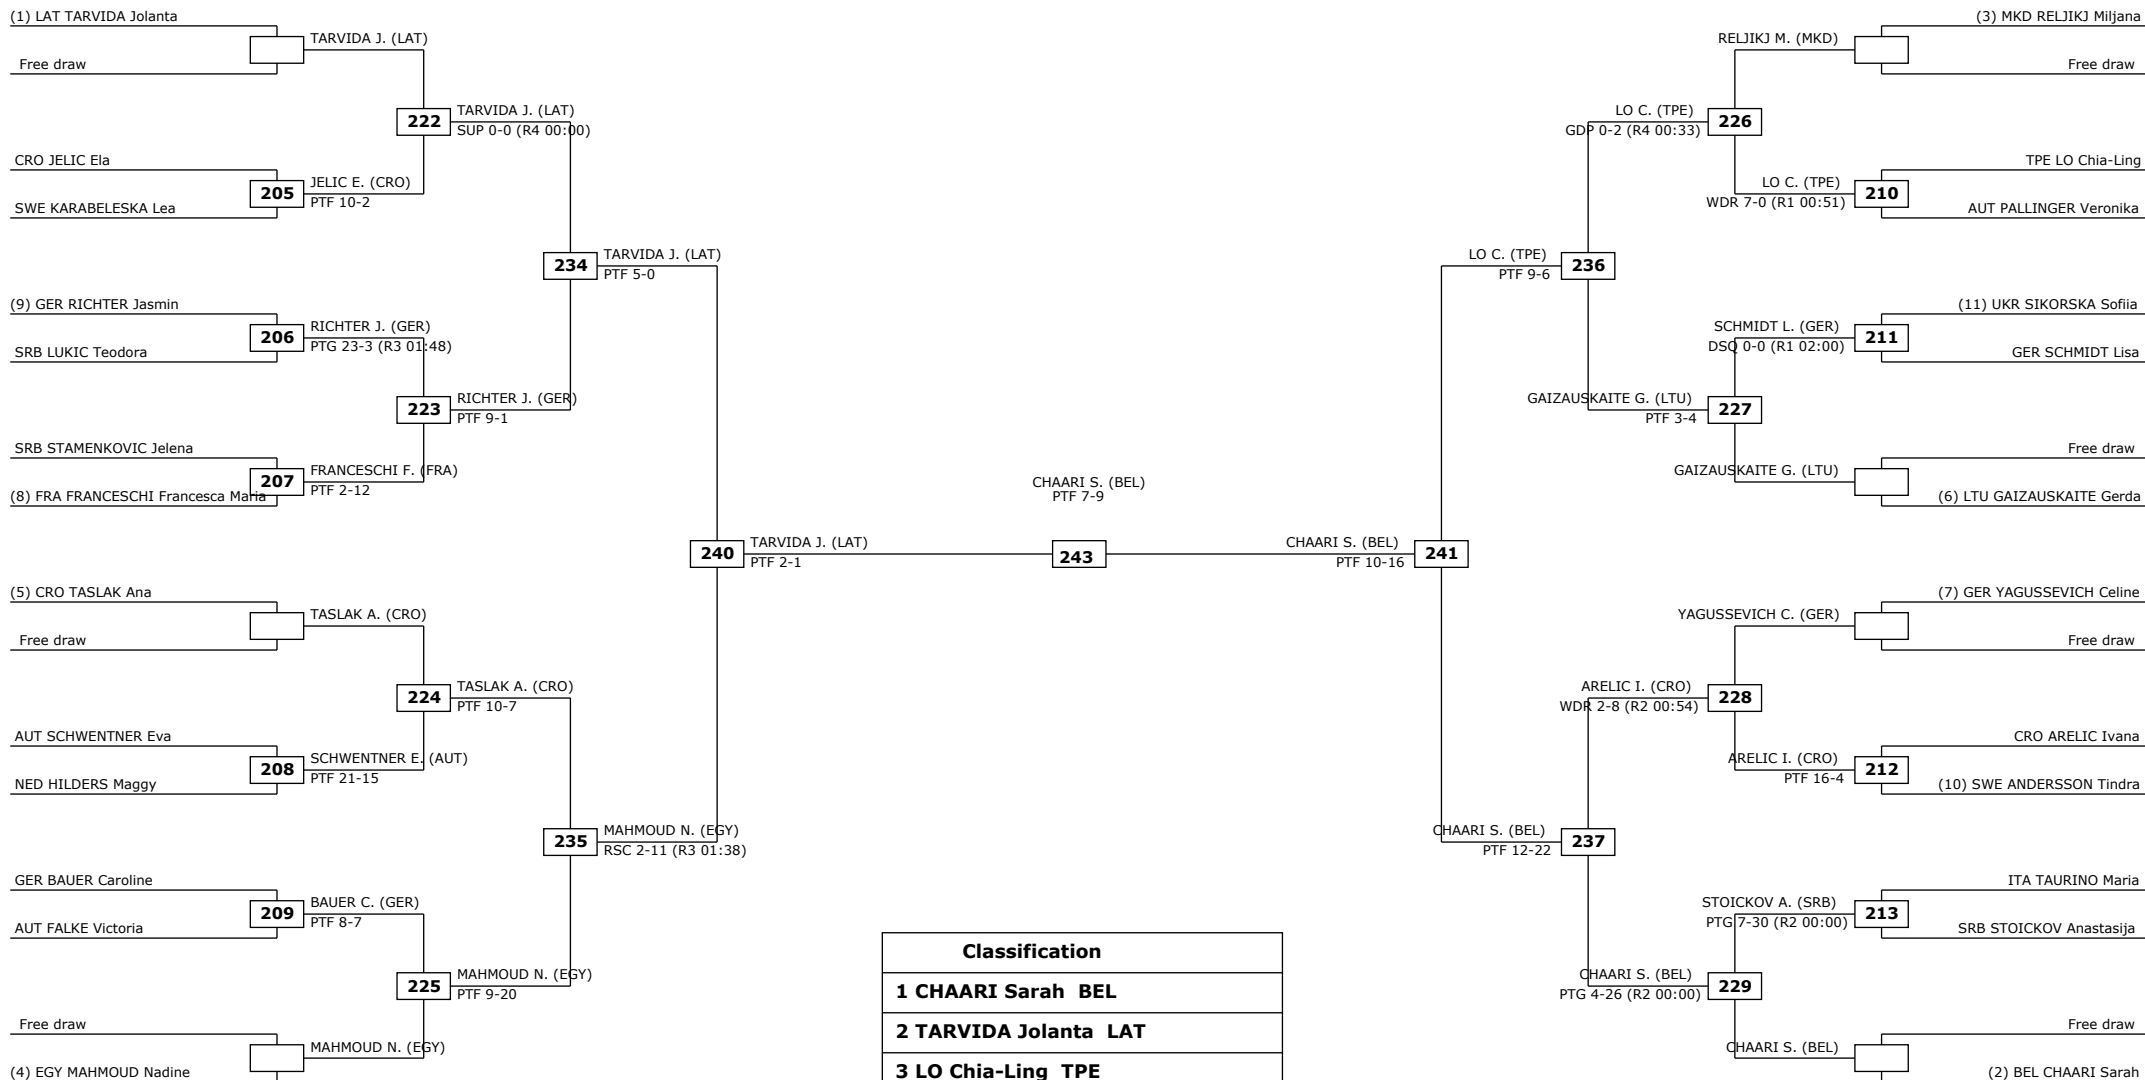 (1) LAT TARVIDA Jolanta
TARVIDA J. (LAT)
Free draw
TARVIDA J. (LAT)
222
SUP 0-0 (R4 00:00)
CRO JELIC Ela
JELIC E. (CRO)
205
PTF 10-2
SWE KARABELESKA Lea
TARVIDA J. (LAT)
234
PTF 5-0
(9) GER RICHTER Jasmin
RICHTER J. (GER)
206
PTG 23-3 (R3 01:48)
SRB LUKIC Teodora
RICHTER J. (GER)
223
PTF 9-1
SRB STAMENKOVIC Jelena
FRANCESCHI F. (FRA)
207
PTF 2-12
(8) FRA FRANCESCHI Francesca Maria
TARVIDA J. (LAT)
240
PTF 2-1
(5) CRO TASLAK Ana
TASLAK A. (CRO)
Free draw
TASLAK A. (CRO)
224
PTF 10-7
AUT SCHWENTNER Eva
SCHWENTNER E. (AUT)
208
PTF 21-15
NED HILDERS Maggy
MAHMOUD N. (EGY)
235
RSC 2-11 (R3 01:38)
GER BAUER Caroline
BAUER C. (GER)
209
PTF 8-7
AUT FALKE Victoria
MAHMOUD N. (EGY)
225
PTF 9-20
Free draw
MAHMOUD N. (EGY)
(4) EGY MAHMOUD Nadine
CHAARI S. (BEL)
PTF 7-9
243
(3) MKD RELJIKJ Miljana
RELJIKJ M. (MKD)
Free draw
LO C. (TPE)
226
GDP 0-2 (R4 00:33)
TPE LO Chia-Ling
LO C. (TPE)
210
WDR 7-0 (R1 00:51)
AUT PALLINGER Veronika
LO C. (TPE)
236
PTF 9-6
(11) UKR SIKORSKA Sofiia
SCHMIDT L. (GER)
211
DSQ 0-0 (R1 02:00)
GER SCHMIDT Lisa
GAIZAUSKAITE G. (LTU)
227
PTF 3-4
Free draw
GAIZAUSKAITE G. (LTU)
(6) LTU GAIZAUSKAITE Gerda
CHAARI S. (BEL)
241
PTF 10-16
(7) GER YAGUSSEVICH Celine
YAGUSSEVICH C. (GER)
Free draw
ARELIC I. (CRO)
228
WDR 2-8 (R2 00:54)
CRO ARELIC Ivana
ARELIC I. (CRO)
212
PTF 16-4
(10) SWE ANDERSSON Tindra
CHAARI S. (BEL)
237
PTF 12-22
ITA TAURINO Maria
STOICKOV A. (SRB)
213
PTG 7-30 (R2 00:00)
SRB STOICKOV Anastasija
CHAARI S. (BEL)
229
PTG 4-26 (R2 00:00)
Free draw
CHAARI S. (BEL)
(2) BEL CHAARI Sarah
Classification
1 CHAARI Sarah BEL
2 TARVIDA Jolanta LAT
3 LO Chia-Ling TPE